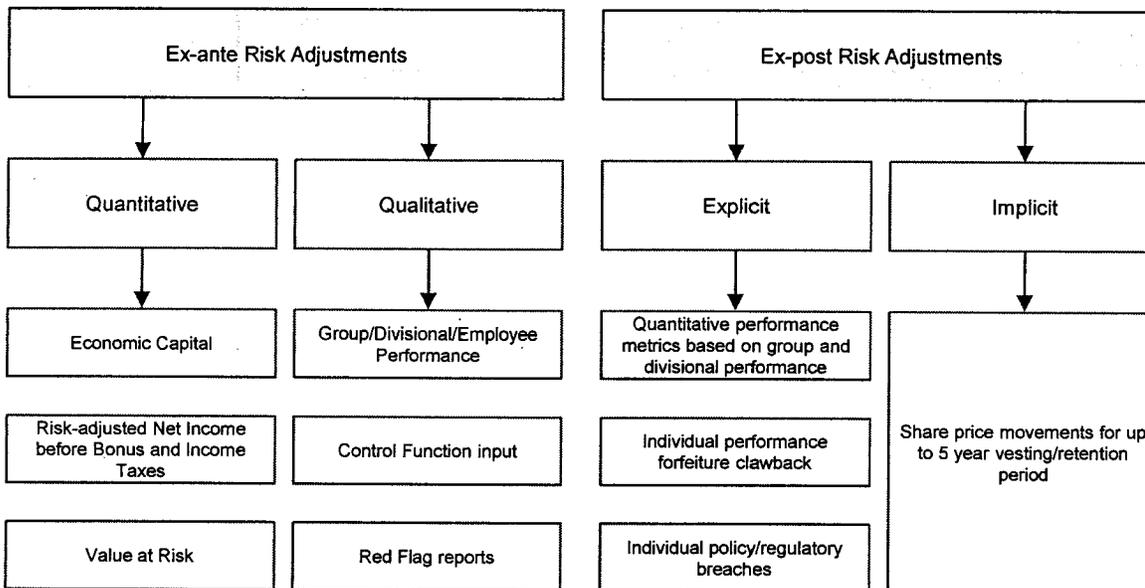 Ex-ante Risk Adjustments
Ex-post Risk Adjustments
Quantitative
Qualitative
Explicit
Implicit
Economic Capital
Group/Divisional/Employee
Performance
Quantitative performance
metrics based on group and
divisional performance
Risk-adjusted Net Income
before Bonus and Income
Taxes
Control Function input
Individual performance
forfeiture clawback
Share price movements for up
to 5 year vesting/retention
period
Value at Risk
Red Flag reports
Individual policy/regulatory
breaches